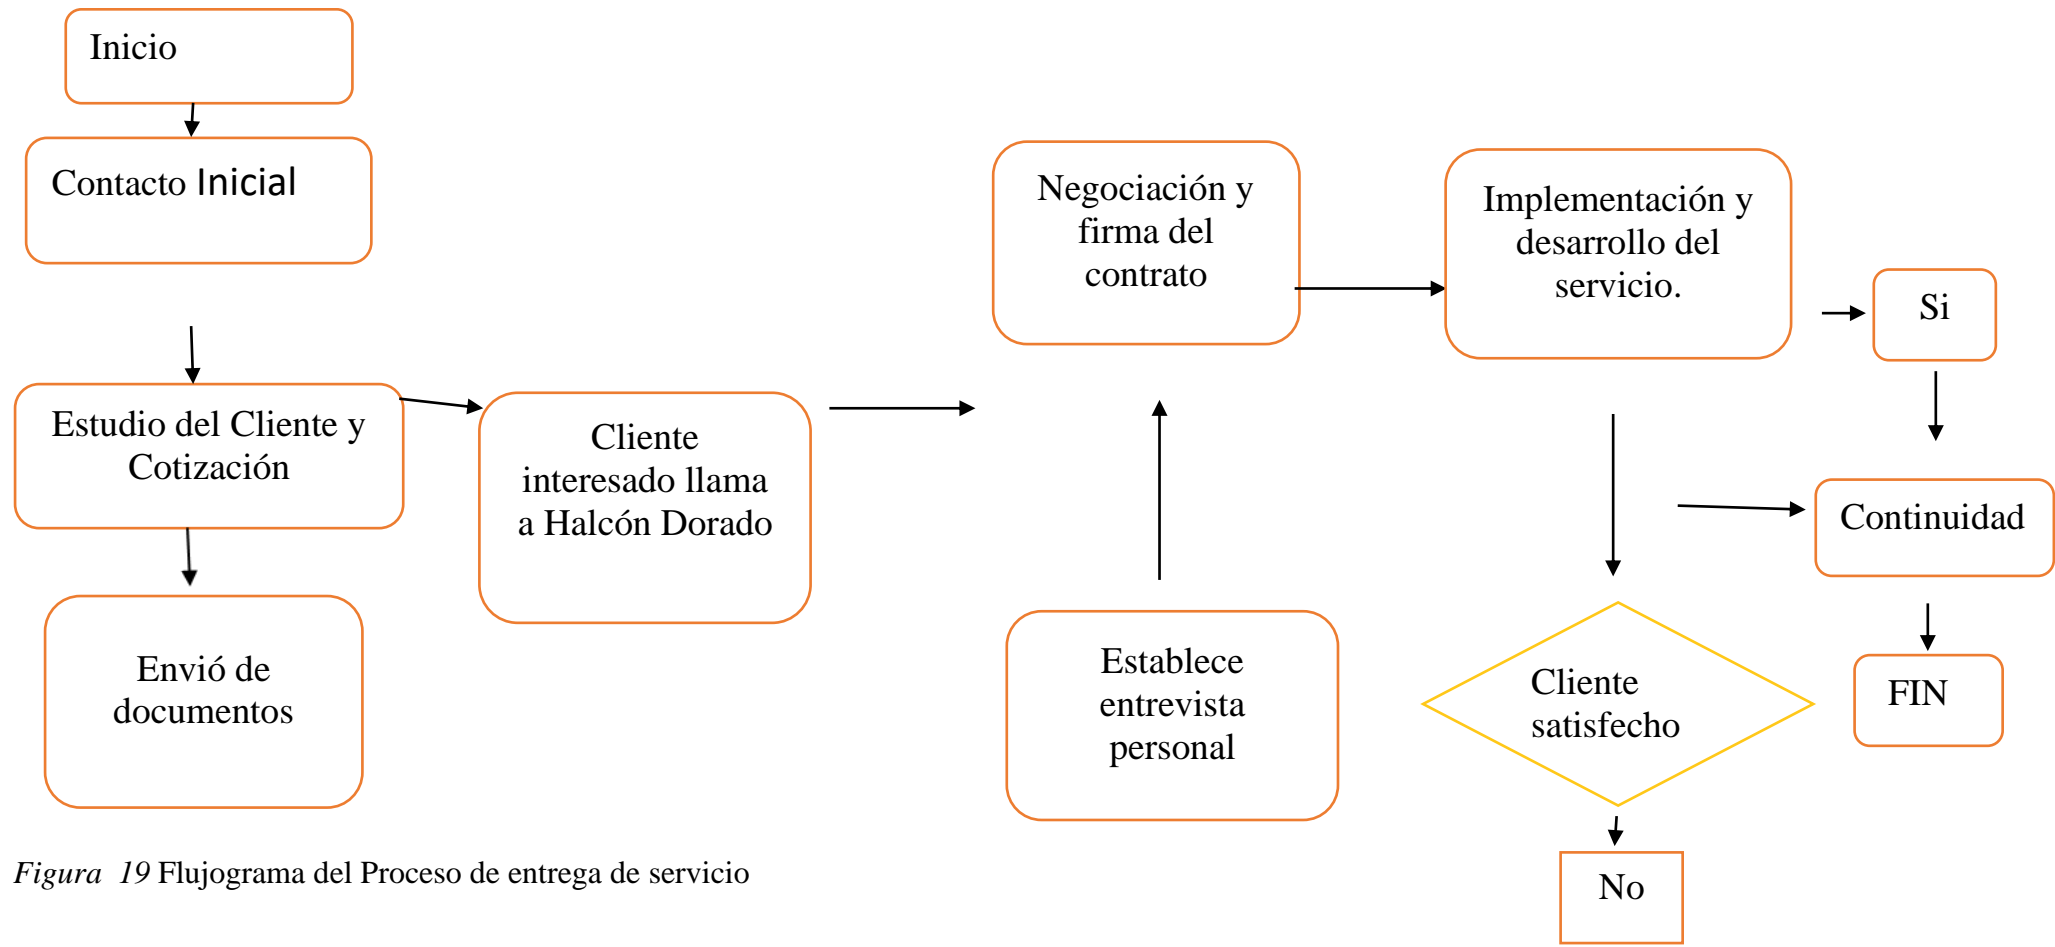 Inicio
Contacto Inicial
Estudio del Cliente y
Cotización
Envió de
documentos
Cliente
interesado llama
a Halcón Dorado
Negociación y
firma del
contrato
Establece
entrevista
personal
Implementación y
desarrollo del
servicio.
Si
Continuidad
FIN
Cliente
satisfecho
No
Figura 19 Flujograma del Proceso de entrega de servicio